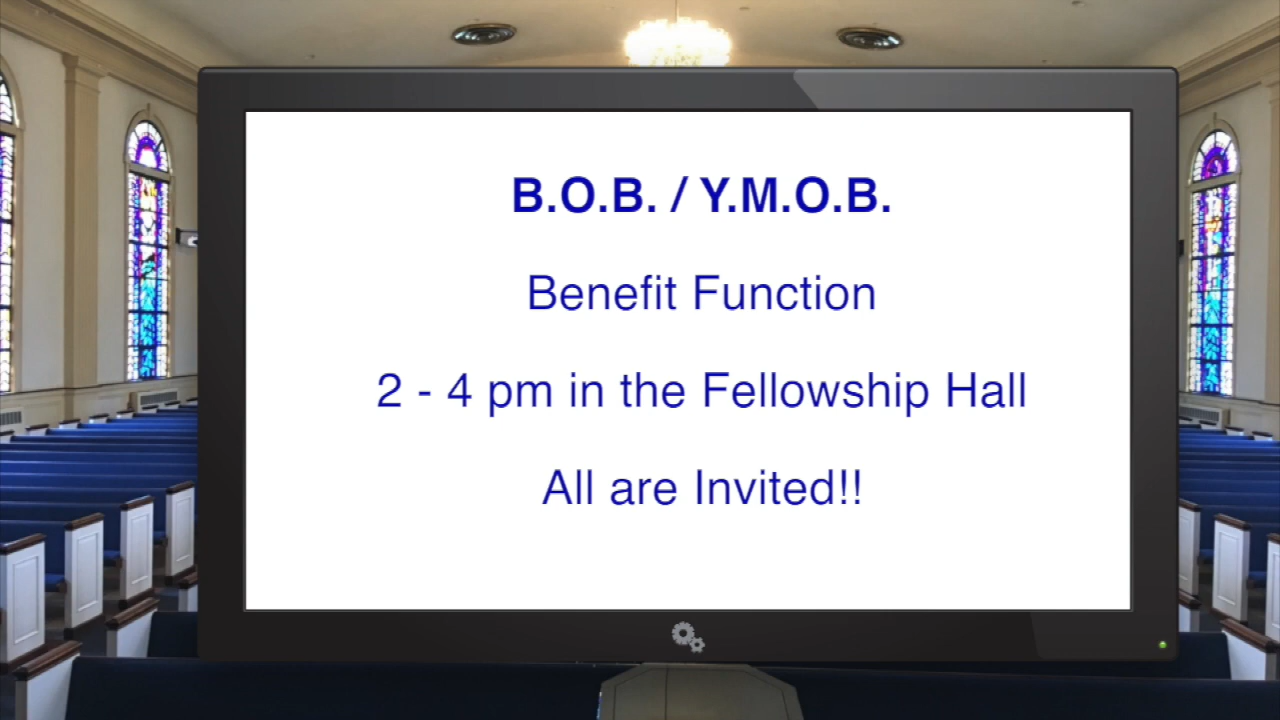 B.O.B. / Y.M.O.B.
Benefit Function
2 - 4 pm in the Fellowship Hall
All are Invited!!